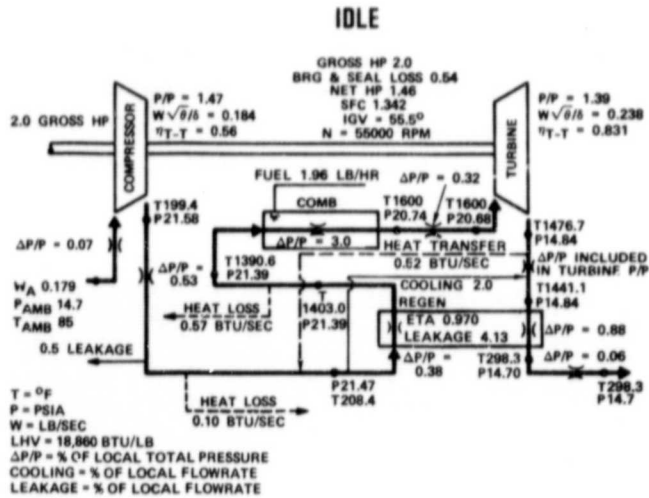 IDLE
GROSS HP 2.0
BRG & SEAL LOSS 0.54
NET HP 1.46
SFC 1.342
IGV = 55.5°
N = 55000 RPM
2.0 GROSS HP
COMPRESSOR
P/P = 1.47
W√θ/δ = 0.184
ηT-T = 0.56
TURBINE
P/P = 1.39
W√θ/δ = 0.238
ηT-T = 0.831
FUEL 1.96 LB/HR
COMB
ΔP/P = 3.0
ΔP/P = 0.32
T1600
P20.74
T1600
P20.68
T199.4
P21.58
ΔP/P = 0.07
ΔP/P = 0.53
WA 0.179
PAMB 14.7
TAMB 85
T1390.6
P21.39
HEAT TRANSFER
0.52 BTU/SEC
T1476.7
P14.84
ΔP/P INCLUDED
IN TURBINE P/P
COOLING 2.0
T
1403.0
P21.39
HEAT LOSS
0.57 BTU/SEC
REGEN
ETA 0.970
LEAKAGE 4.13
T1441.1
P14.84
ΔP/P = 0.88
0.5 LEAKAGE
ΔP/P = 0.38
T298.3
P14.70
ΔP/P = 0.06
T298.3
P14.7
P21.47
T208.4
HEAT LOSS
0.10 BTU/SEC
T = °F
P = PSIA
W = LB/SEC
LHV = 18,860 BTU/LB
ΔP/P = % OF LOCAL TOTAL PRESSURE
COOLING = % OF LOCAL FLOWRATE
LEAKAGE = % OF LOCAL FLOWRATE